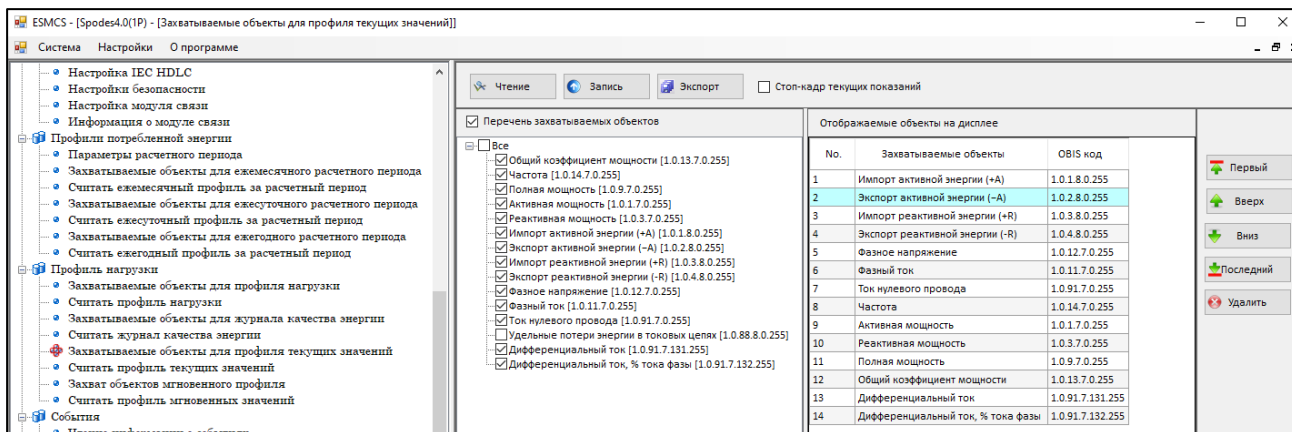 ESMCS - [Spodes4.0(1P) - [Захватываемые объекты для профиля текущих значений]]
Система Настройки О программе
Настройка IEC HDLC
Настройки безопасности
Настройка модуля связи
Информация о модуле связи
Профили потребленной энергии
Параметры расчетного периода
Захватываемые объекты для ежемесячного расчетного периода
Считать ежемесячный профиль за расчетный период
Захватываемые объекты для ежесуточного расчетного периода
Считать ежесуточный профиль за расчетный период
Захватываемые объекты для ежегодного расчетного периода
Считать ежегодный профиль за расчетный период
Профиль нагрузки
Захватываемые объекты для профиля нагрузки
Считать профиль нагрузки
Захватываемые объекты для журнала качества энергии
Считать журнал качества энергии
Захватываемые объекты для профиля текущих значений
Считать профиль текущих значений
Захват объектов мгновенного профиля
Считать профиль мгновенных значений
События
Чтение Запись Экспорт Стоп-кадр текущих показаний
Перечень захватываемых объектов
Все
Общий коэффициент мощности [1.0.13.7.0.255]
Частота [1.0.14.7.0.255]
Полная мощность [1.0.9.7.0.255]
Активная мощность [1.0.1.7.0.255]
Реактивная мощность [1.0.3.7.0.255]
Импорт активной энергии (+A) [1.0.1.8.0.255]
Экспорт активной энергии (−A) [1.0.2.8.0.255]
Импорт реактивной энергии (+R) [1.0.3.8.0.255]
Экспорт реактивной энергии (-R) [1.0.4.8.0.255]
Фазное напряжение [1.0.12.7.0.255]
Фазный ток [1.0.11.7.0.255]
Ток нулевого провода [1.0.91.7.0.255]
Удельные потери энергии в токовых цепях [1.0.88.8.0.255]
Дифференциальный ток [1.0.91.7.131.255]
Дифференциальный ток, % тока фазы [1.0.91.7.132.255]
Отображаемые объекты на дисплее
No. Захватываемые объекты OBIS код
1 Импорт активной энергии (+A) 1.0.1.8.0.255
2 Экспорт активной энергии (−A) 1.0.2.8.0.255
3 Импорт реактивной энергии (+R) 1.0.3.8.0.255
4 Экспорт реактивной энергии (-R) 1.0.4.8.0.255
5 Фазное напряжение 1.0.12.7.0.255
6 Фазный ток 1.0.11.7.0.255
7 Ток нулевого провода 1.0.91.7.0.255
8 Частота 1.0.14.7.0.255
9 Активная мощность 1.0.1.7.0.255
10 Реактивная мощность 1.0.3.7.0.255
11 Полная мощность 1.0.9.7.0.255
12 Общий коэффициент мощности 1.0.13.7.0.255
13 Дифференциальный ток 1.0.91.7.131.255
14 Дифференциальный ток, % тока фазы 1.0.91.7.132.255
Первый
Вверх
Вниз
Последний
Удалить